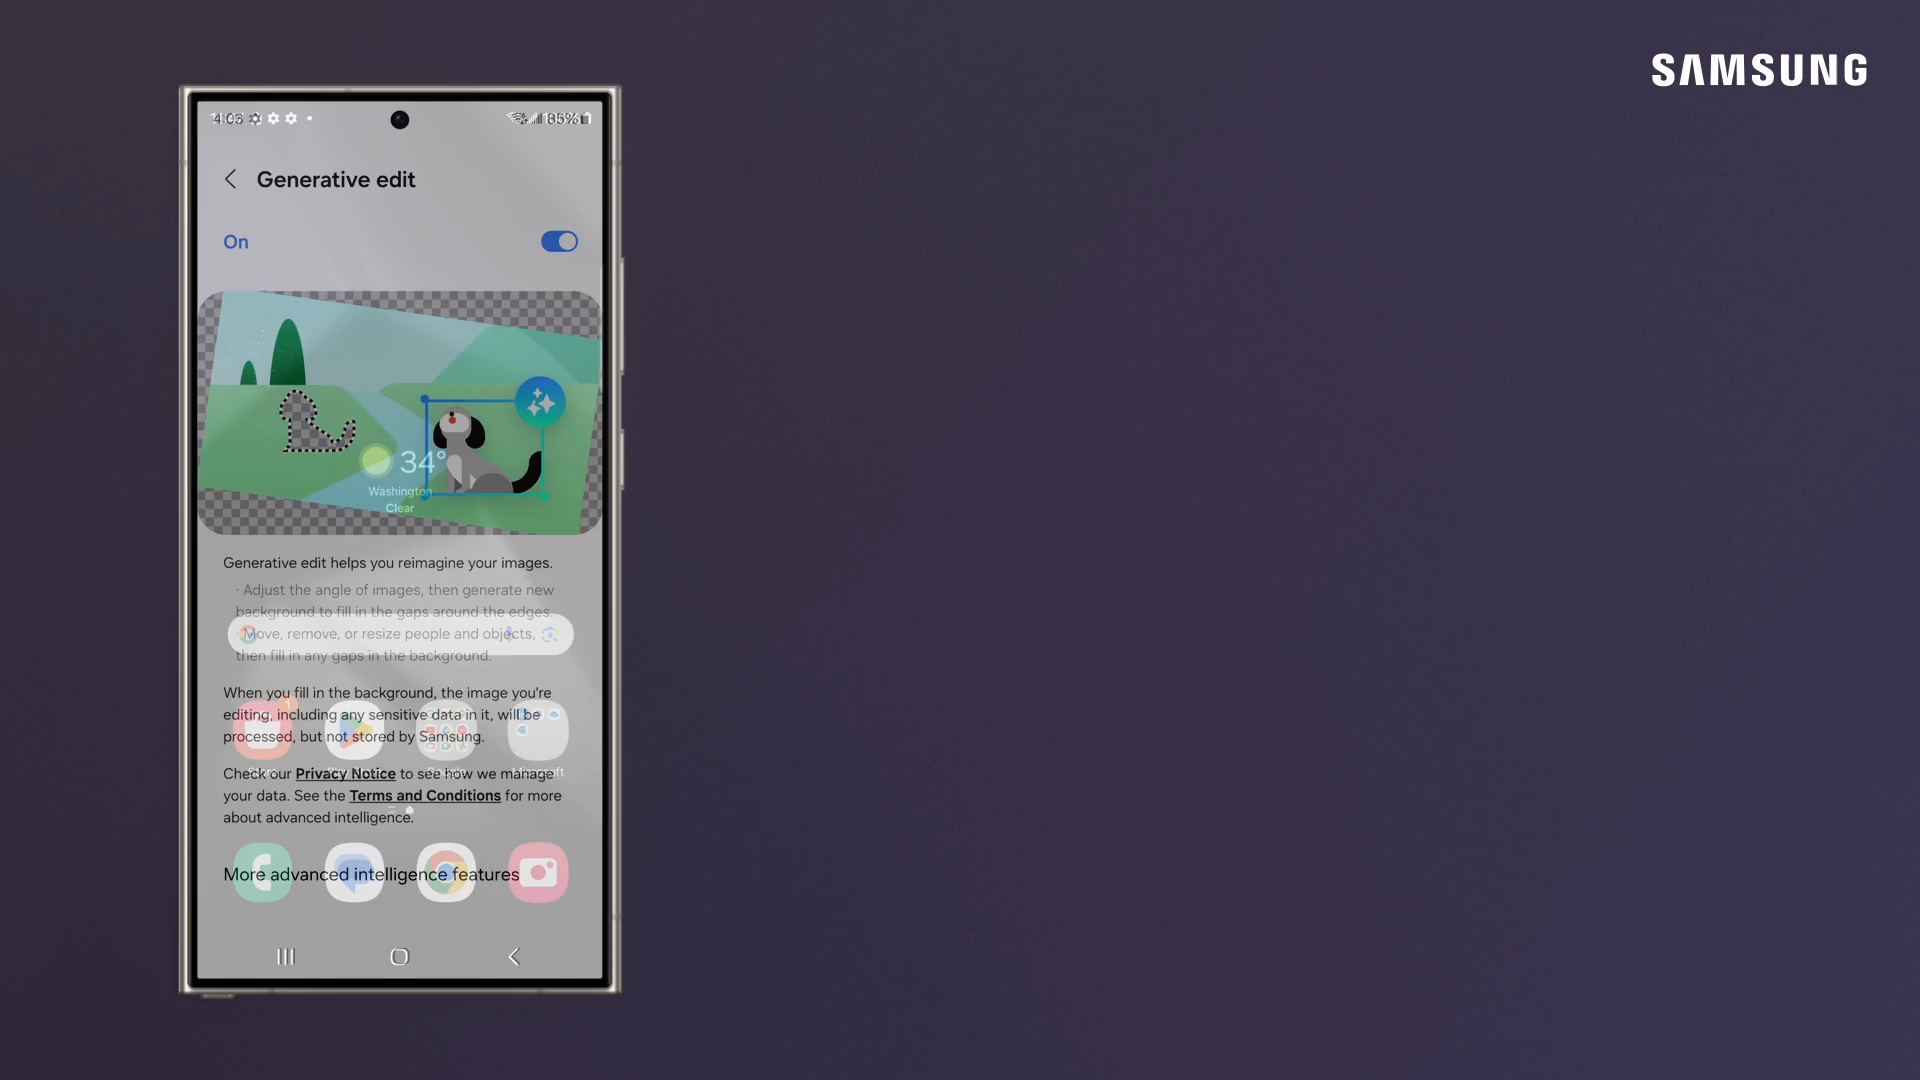 SAMSUNG
85%
Generative edit
On
34°
Washington
Clear
Generative edit helps you reimagine your images.
· Adjust the angle of images, then generate new
background to fill in the gaps around the edges.
· Move, remove, or resize people and objects,
then fill in any gaps in the background.
When you fill in the background, the image you're
editing, including any sensitive data in it, will be
processed, but not stored by Samsung.
1
Check our Privacy Notice to see how we manage
your data. See the Terms and Conditions for more
about advanced intelligence.
Microsoft
More advanced intelligence features